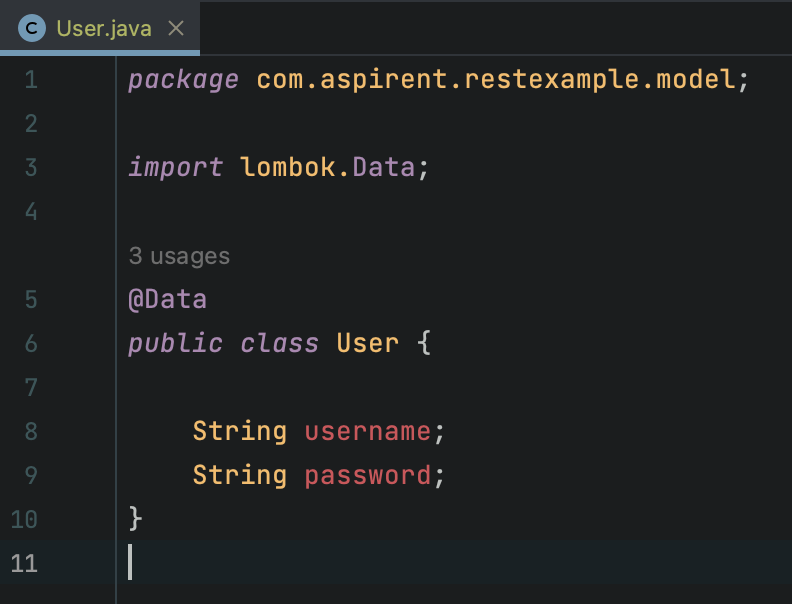 C User.java
1 package com.aspirent.restexample.model;
2
3 import lombok.Data;
4
3 usages
5 @Data
6 public class User {
7
8 String username;
9 String password;
10 }
11